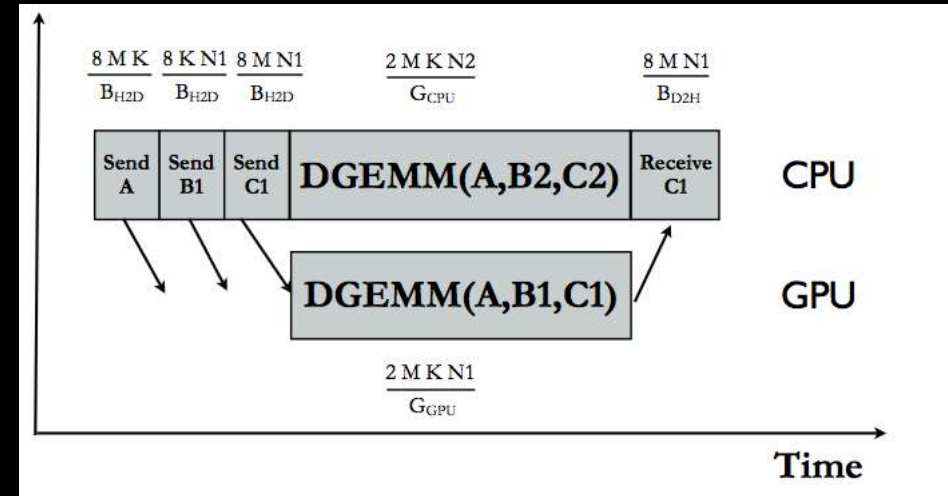 8 M K 8 K N1 8 M N1 2 M K N2 8 M N1
B_H2D B_H2D B_H2D G_CPU B_D2H
Send A
Send B1
Send C1
DGEMM(A,B2,C2)
Receive C1
CPU
DGEMM(A,B1,C1)
GPU
2 M K N1
G_GPU
Time